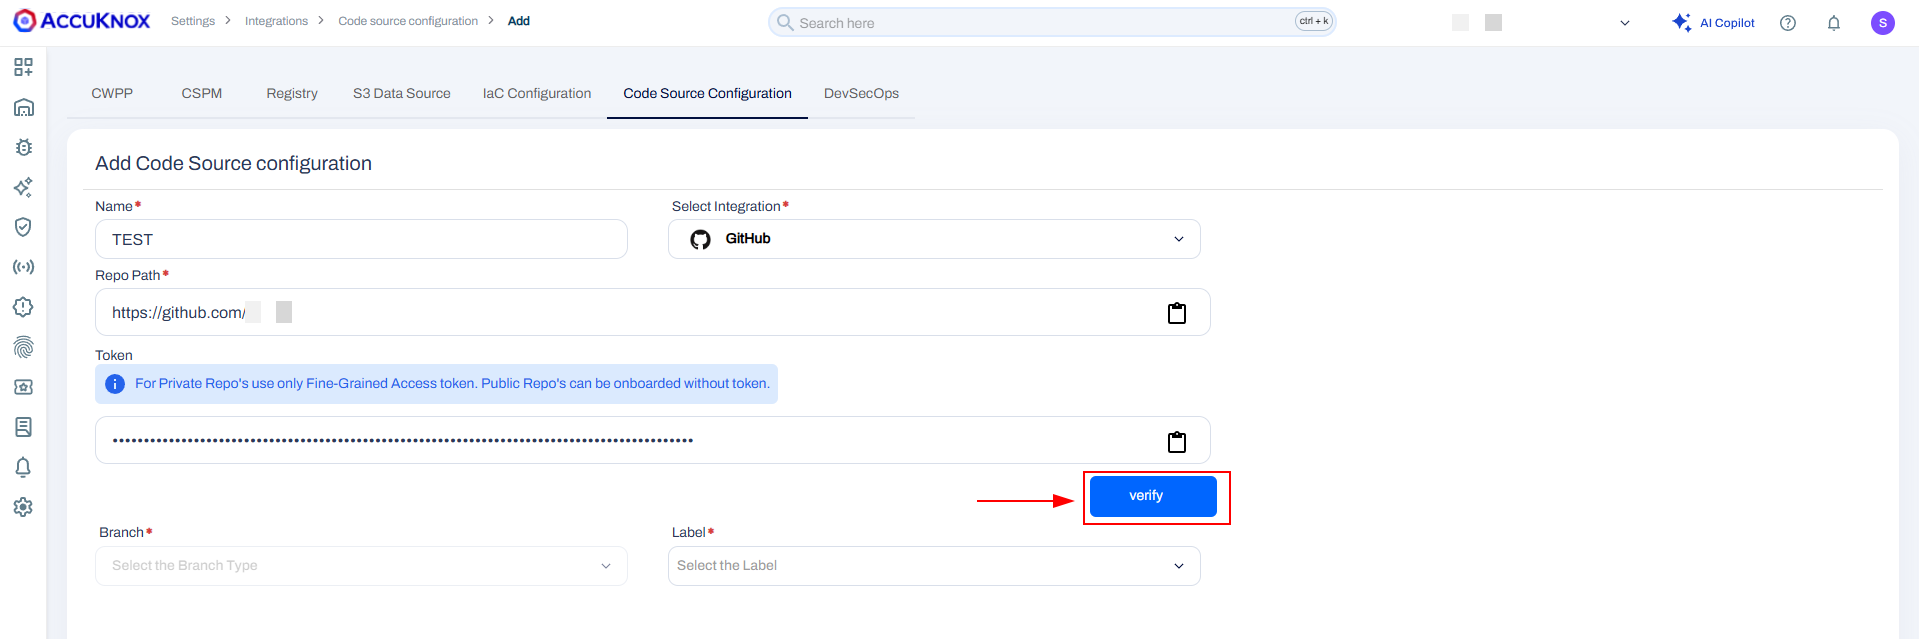 ACCUKNOX
Settings > Integrations > Code source configuration > Add
Search here
ctrl + k
AI Copilot
S
CWPP CSPM Registry S3 Data Source IaC Configuration Code Source Configuration DevSecOps
Add Code Source configuration
Name* Select Integration*
TEST GitHub
Repo Path*
https://github.com/
Token
For Private Repo's use only Fine-Grained Access token. Public Repo's can be onboarded without token.
verify
Branch* Label*
Select the Branch Type Select the Label